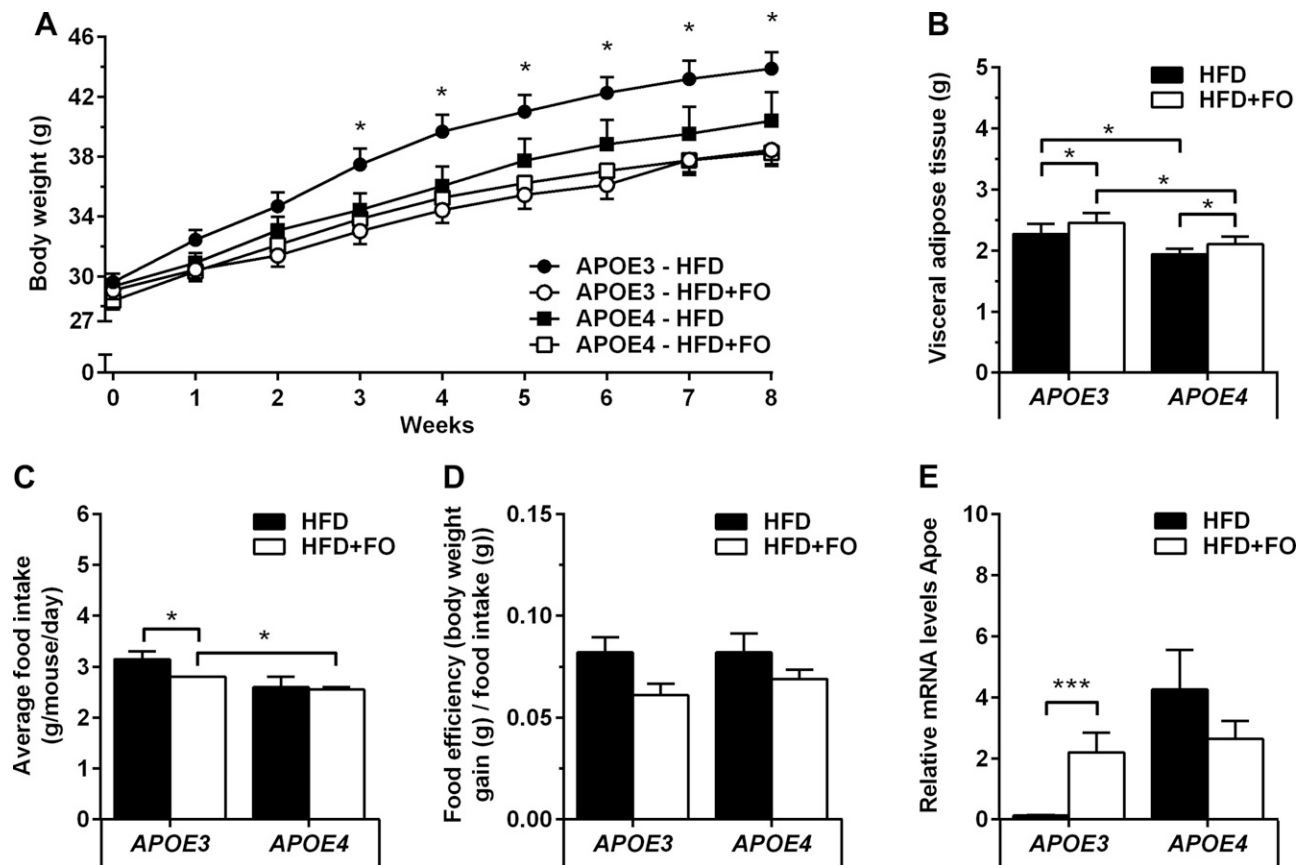 A
46
42
38
34
30
27
0
Body weight (g)
* * * * * *
APOE3 - HFD
APOE3 - HFD+FO
APOE4 - HFD
APOE4 - HFD+FO
0 1 2 3 4 5 6 7 8
Weeks
B
HFD
HFD+FO
5
4
3
2
1
0
Visceral adipose tissue (g)
*
*
*
*
APOE3 APOE4
C
HFD
HFD+FO
6
5
4
3
2
1
0
Average food intake
(g/mouse/day)
*
*
APOE3 APOE4
D
HFD
HFD+FO
0.15
0.10
0.05
0.00
Food efficiency (body weight
gain (g) / food intake (g))
APOE3 APOE4
E
HFD
HFD+FO
10
8
6
4
2
0
Relative mRNA levels Apoe
***
APOE3 APOE4